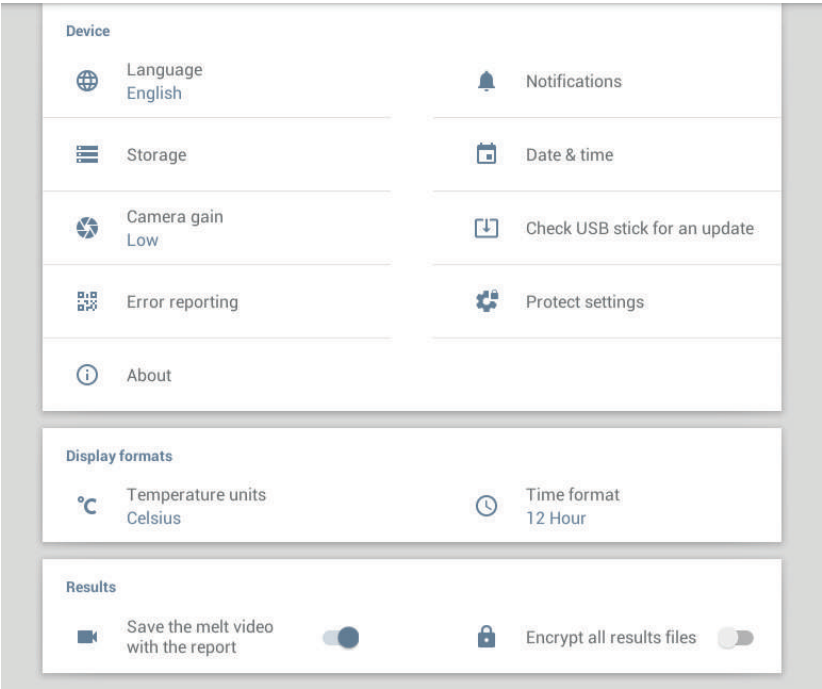 Device
Language
English
Notifications
Storage
Date & time
Camera gain
Low
Check USB stick for an update
Error reporting
Protect settings
About
Display formats
°C
Temperature units
Celsius
Time format
12 Hour
Results
Save the melt video
with the report
Encrypt all results files